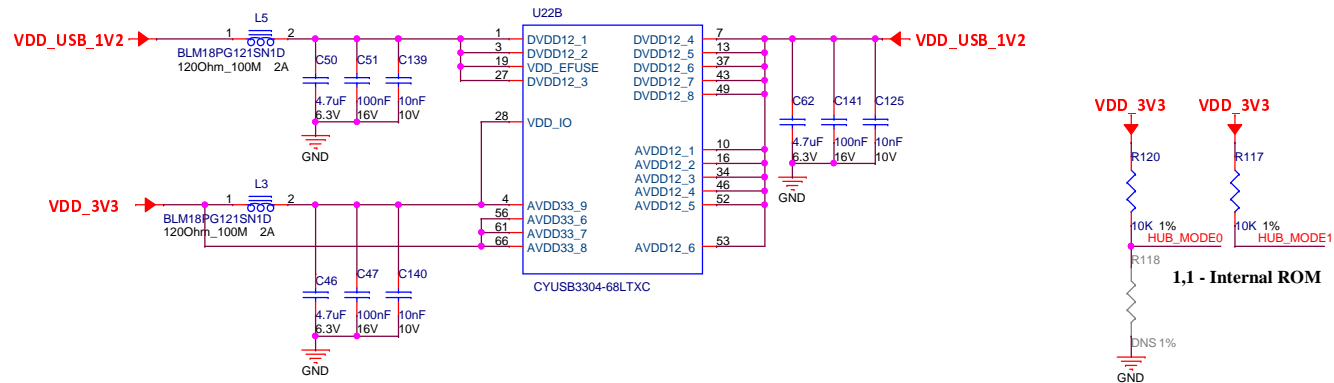 U22B
VDD_USB_1V2
1
L5
2
BLM18PG121SN1D
120Ohm_100M 2A
C50
4.7uF
6.3V
C51
100nF
16V
C139
10nF
10V
GND
1 DVDD12_1
3 DVDD12_2
19 VDD_EFUSE
27 DVDD12_3
28 VDD_IO
4 AVDD33_9
56 AVDD33_6
61 AVDD33_7
66 AVDD33_8
DVDD12_4 7
DVDD12_5 13
DVDD12_6 37
DVDD12_7 43
DVDD12_8 49
AVDD12_1 10
AVDD12_2 16
AVDD12_3 34
AVDD12_4 46
AVDD12_5 52
AVDD12_6 53
CYUSB3304-68LTXC
VDD_3V3
1
L3
2
BLM18PG121SN1D
120Ohm_100M 2A
C46
4.7uF
6.3V
C47
100nF
16V
C140
10nF
10V
GND
VDD_USB_1V2
C62
4.7uF
6.3V
C141
100nF
16V
C125
10nF
10V
GND
VDD_3V3
R120
10K 1%
HUB_MODE0
VDD_3V3
R117
10K 1%
HUB_MODE1
R118
1,1 - Internal ROM
DNS 1%
GND